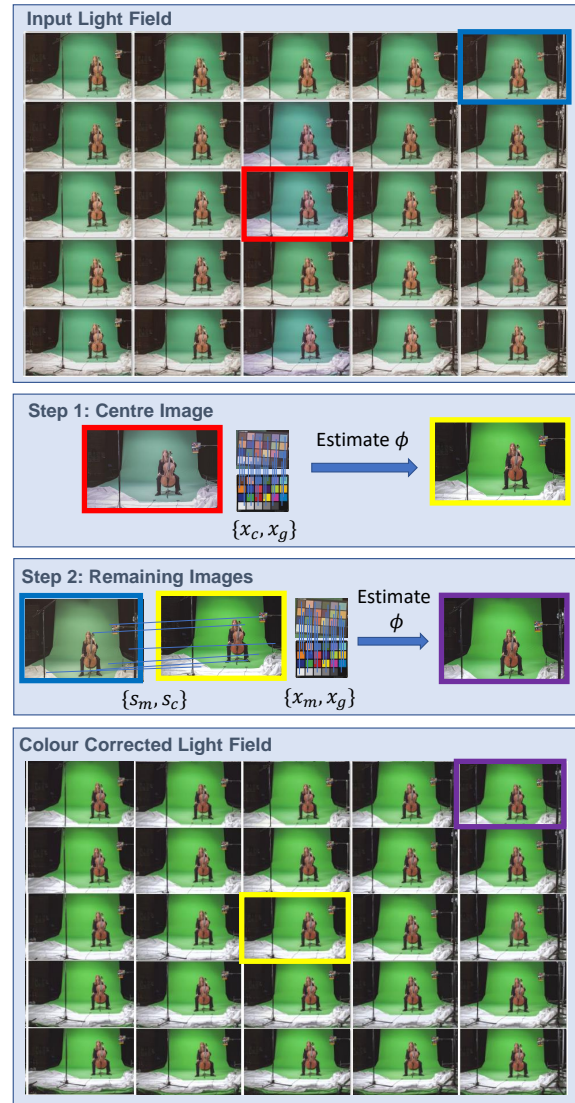 Input Light Field
Step 1: Centre Image
Estimate ϕ
{x_c, x_g}
Step 2: Remaining Images
Estimate
ϕ
{s_m, s_c}
{x_m, x_g}
Colour Corrected Light Field